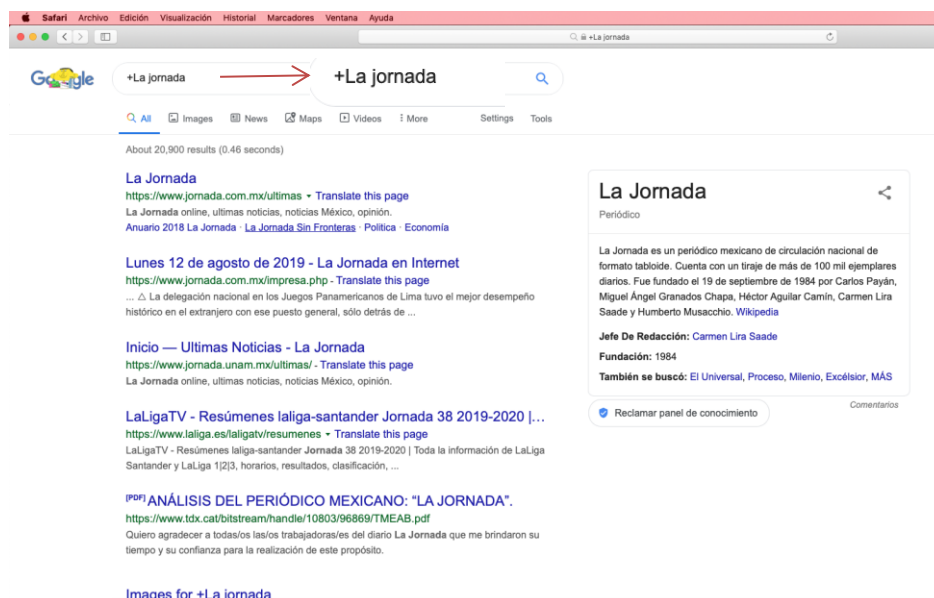 Safari Archivo Edición Visualización Historial Marcadores Ventana Ayuda
+La jornada
Google +La jornada +La jornada
All Images News Maps Videos More Settings Tools
About 20,900 results (0.46 seconds)
La Jornada
https://www.jornada.com.mx/ultimas Translate this page
La Jornada online, ultimas noticias, noticias México, opinión.
Anuario 2018 La Jornada · La Jornada Sin Fronteras · Politica · Economía
Lunes 12 de agosto de 2019 - La Jornada en Internet
https://www.jornada.com.mx/impresa.php - Translate this page
... △ La delegación nacional en los Juegos Panamericanos de Lima tuvo el mejor desempeño
histórico en el extranjero con ese puesto general, sólo detrás de ...
Inicio — Ultimas Noticias - La Jornada
https://www.jornada.unam.mx/ultimas/ - Translate this page
La Jornada online, ultimas noticias, noticias México, opinión.
LaLigaTV - Resúmenes laliga-santander Jornada 38 2019-2020 |...
https://www.laliga.es/laligatv/resumenes Translate this page
LaLigaTV - Resúmenes laliga-santander Jornada 38 2019-2020 | Toda la información de LaLiga
Santander y LaLiga 1|2|3, horarios, resultados, clasificación, ...
[PDF] ANÁLISIS DEL PERIÓDICO MEXICANO: “LA JORNADA”.
https://www.tdx.cat/bitstream/handle/10803/96869/TMEAB.pdf
Quiero agradecer a todas/os las/os trabajadoras/es del diario La Jornada que me brindaron su
tiempo y su confianza para la realización de este propósito.
Images for +La jornada
La Jornada
Periódico
La Jornada es un periódico mexicano de circulación nacional de
formato tabloide. Cuenta con un tiraje de más de 100 mil ejemplares
diarios. Fue fundado el 19 de septiembre de 1984 por Carlos Payán,
Miguel Ángel Granados Chapa, Héctor Aguilar Camín, Carmen Lira
Saade y Humberto Musacchio. Wikipedia
Jefe De Redacción: Carmen Lira Saade
Fundación: 1984
También se buscó: El Universal, Proceso, Milenio, Excélsior, MÁS
Comentarios
Reclamar panel de conocimiento